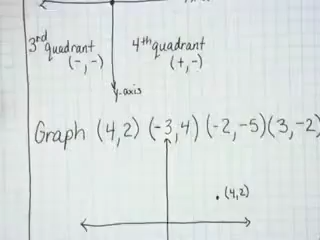 3rd quadrant
(-,-)
4th quadrant
(+,-)
y-axis
Graph (4,2) (-3,4) (-2,-5)(3,-2)
(4,2)